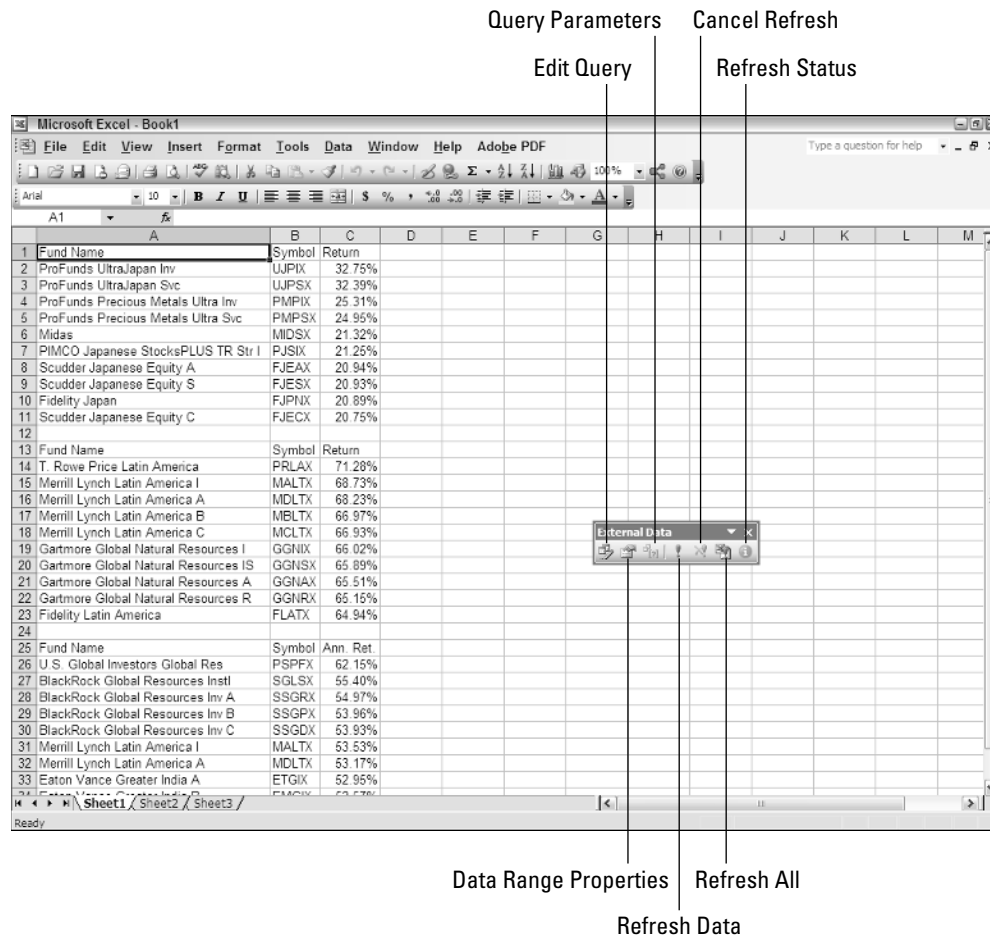 Query Parameters Cancel Refresh
Edit Query Refresh Status
Microsoft Excel - Book1
File Edit View Insert Format Tools Data Window Help Adobe PDF Type a question for help
100%
Arial 10 B I U $ % ,
A1 fx
A B C D E F G H I J K L M
1 Fund Name Symbol Return
2 ProFunds UltraJapan Inv UJPIX 32.75%
3 ProFunds UltraJapan Svc UJPSX 32.39%
4 ProFunds Precious Metals Ultra Inv PMPIX 25.31%
5 ProFunds Precious Metals Ultra Svc PMPSX 24.95%
6 Midas MIDSX 21.32%
7 PIMCO Japanese StocksPLUS TR Str I PJSIX 21.25%
8 Scudder Japanese Equity A FJEAX 20.94%
9 Scudder Japanese Equity S FJESX 20.93%
10 Fidelity Japan FJPNX 20.89%
11 Scudder Japanese Equity C FJECX 20.75%
12
13 Fund Name Symbol Return
14 T. Rowe Price Latin America PRLAX 71.28%
15 Merrill Lynch Latin America I MALTX 68.73%
16 Merrill Lynch Latin America A MDLTX 68.23%
17 Merrill Lynch Latin America B MBLTX 66.97%
18 Merrill Lynch Latin America C MCLTX 66.93%
External Data
19 Gartmore Global Natural Resources I GGNIX 66.02%
20 Gartmore Global Natural Resources IS GGNSX 65.89%
21 Gartmore Global Natural Resources A GGNAX 65.51%
22 Gartmore Global Natural Resources R GGNRX 65.15%
23 Fidelity Latin America FLATX 64.94%
24
25 Fund Name Symbol Ann. Ret.
26 U.S. Global Investors Global Res PSPFX 62.15%
27 BlackRock Global Resources Instl SGLSX 55.40%
28 BlackRock Global Resources Inv A SSGRX 54.97%
29 BlackRock Global Resources Inv B SSGPX 53.96%
30 BlackRock Global Resources Inv C SSGDX 53.93%
31 Merrill Lynch Latin America I MALTX 53.53%
32 Merrill Lynch Latin America A MDLTX 53.17%
33 Eaton Vance Greater India A ETGIX 52.95%
Sheet1 Sheet2 Sheet3
Ready
Data Range Properties Refresh All
Refresh Data